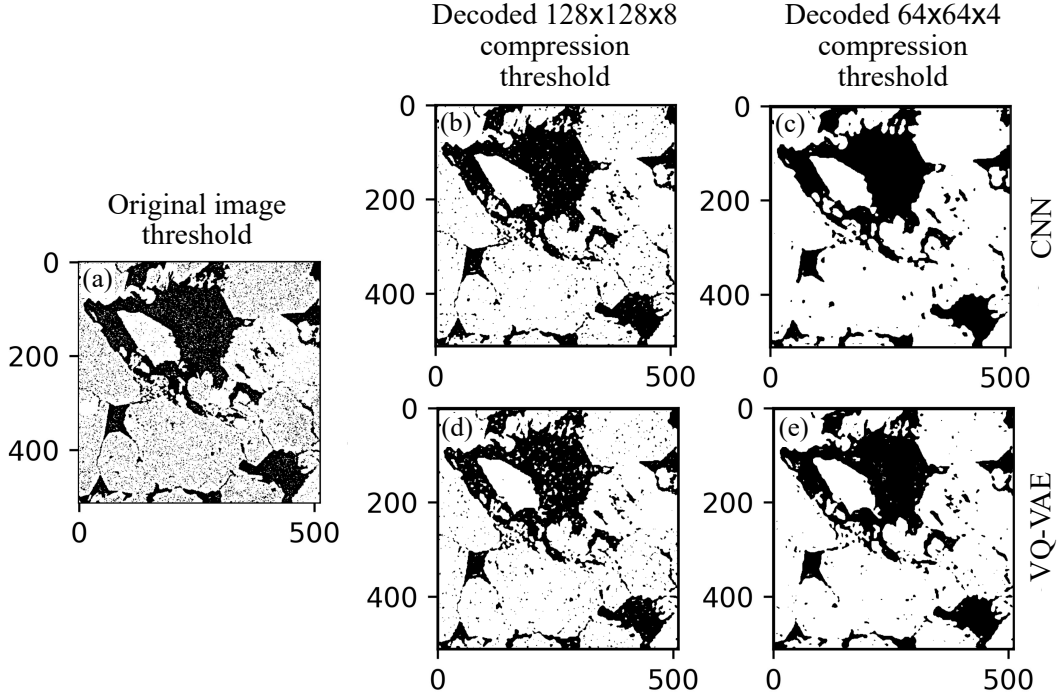 Original image
threshold
(a)
0
200
400
0
500
Decoded 128x128x8
compression
threshold
Decoded 64x64x4
compression
threshold
(b)
0
200
400
0
500
(c)
0
200
400
0
500
CNN
(d)
0
200
400
0
500
(e)
0
200
400
0
500
VQ-VAE